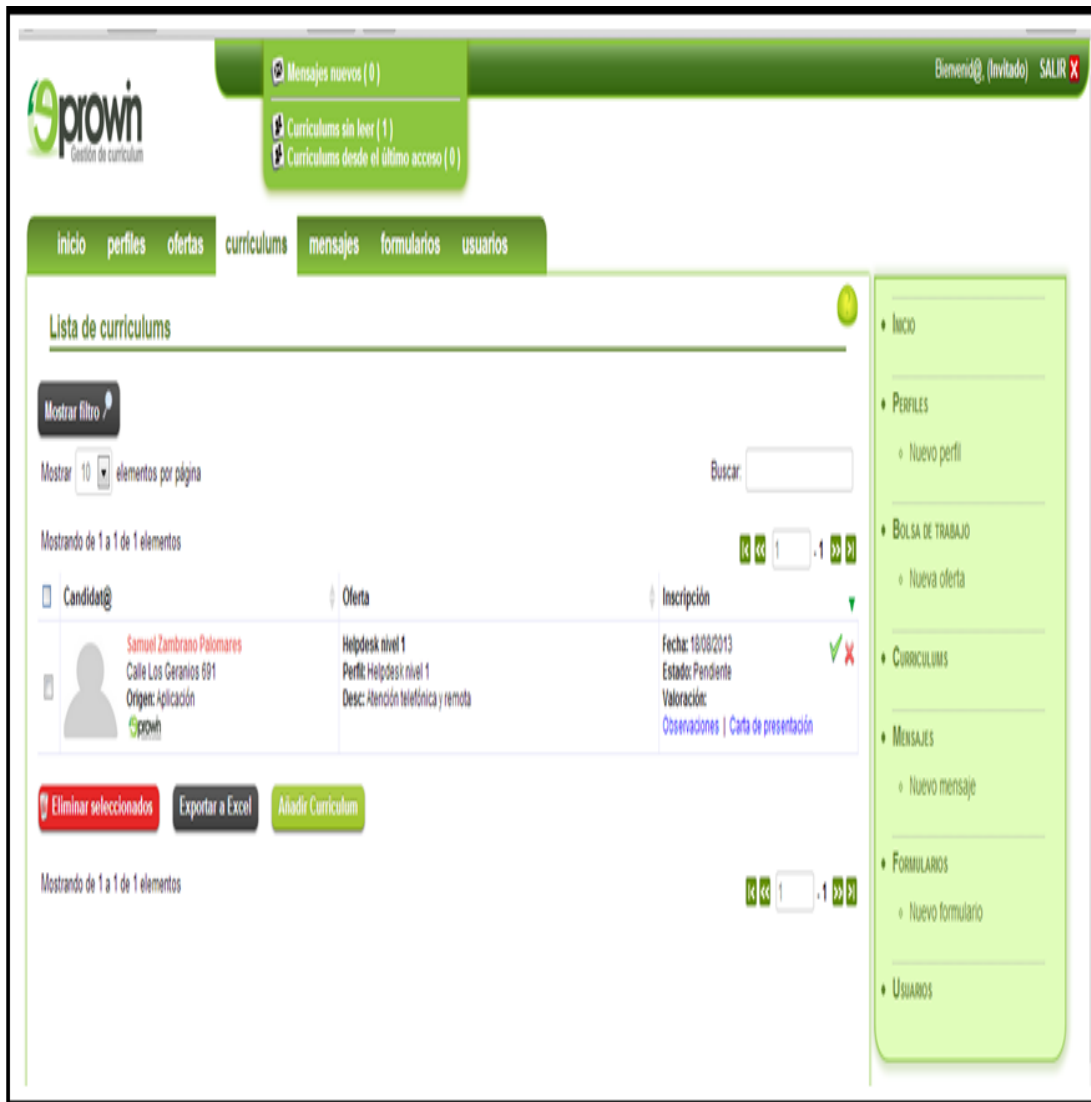 Mensajes nuevos ( 0 )
Bienvenid@, (Invitado) SALIR X
eprowin
Gestión de curriculum
Curriculums sin leer ( 1 )
Curriculums desde el último acceso ( 0 )
inicio perfiles ofertas curriculums mensajes formularios usuarios
Lista de curriculums
Mostrar filtro
Mostrar 10 elementos por página
Buscar:
Mostrando de 1 a 1 de 1 elementos
1 - 1
Candidat@ Oferta Inscripción
Samuel Zambrano Palomares
Calle Los Geranios 691
Origen: Aplicación
eprowin
Helpdesk nivel 1
Perfil: Helpdesk nivel 1
Desc: Atención telefónica y remota
Fecha: 18/08/2013
Estado: Pendiente
Valoración:
Observaciones | Carta de presentación
Eliminar seleccionados Exportar a Excel Añadir Curriculum
Mostrando de 1 a 1 de 1 elementos
1 - 1
Inicio
Perfiles
Nuevo perfil
Bolsa de trabajo
Nueva oferta
Curriculums
Mensajes
Nuevo mensaje
Formularios
Nuevo formulario
Usuarios